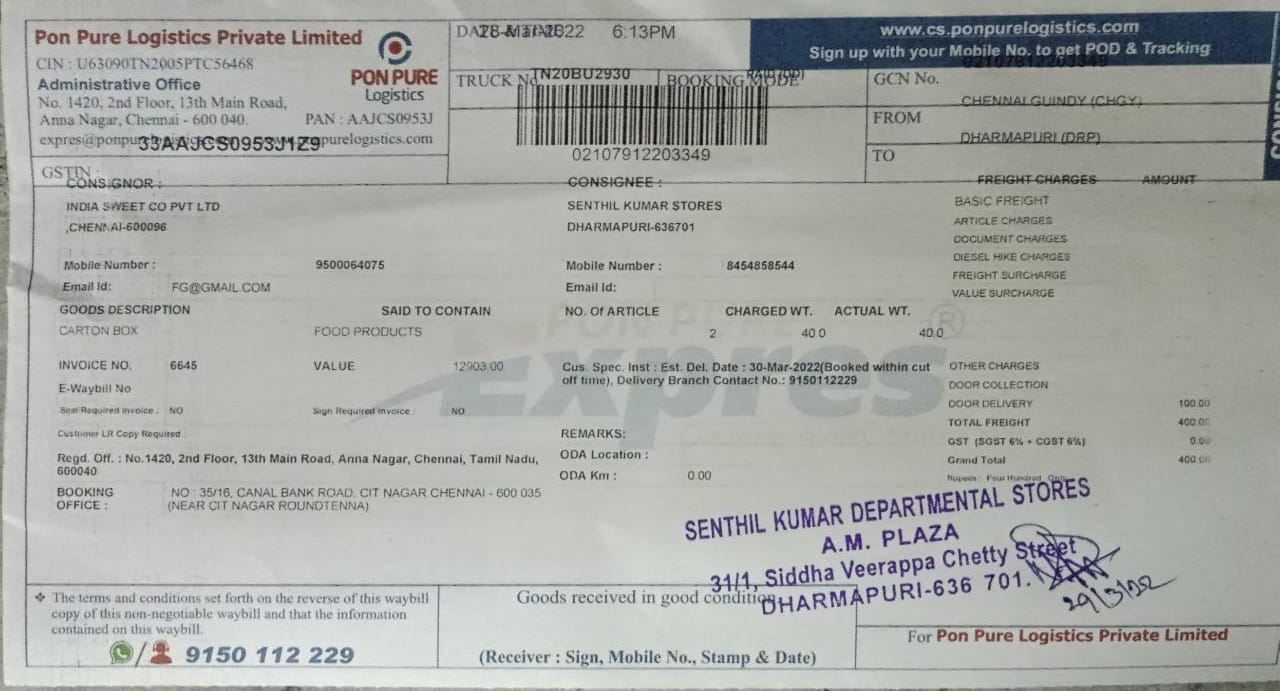 Pon Pure Logistics Private Limited
CIN : U63090TN2005PTC56468
Administrative Office
No. 1420, 2nd Floor, 13th Main Road,
Anna Nagar, Chennai - 600 040. PAN : AAJCS0953J
33AAJCS0953J1Z9
GSTIN :
PON PURE
Logistics
28-Mar-2022 6:13PM
TRUCK No. TN20BU2930 BOOKING MODE
02107912203349
www.cs.ponpurelogistics.com
Sign up with your Mobile No. to get POD & Tracking
02107912203349
GCN No.
CHENNAI GUINDY (CHGY)
FROM
DHARMAPURI (DRP)
TO
CONSIGNOR : CONSIGNEE : FREIGHT CHARGES AMOUNT
INDIA SWEET CO PVT LTD SENTHIL KUMAR STORES BASIC FREIGHT
,CHENNAI-600096 DHARMAPURI-636701 ARTICLE CHARGES
DOCUMENT CHARGES
DIESEL HIKE CHARGES
Mobile Number : 9500064075 Mobile Number : 8454858544 FREIGHT SURCHARGE
Email Id: FG@GMAIL.COM Email Id: VALUE SURCHARGE
GOODS DESCRIPTION SAID TO CONTAIN NO. OF ARTICLE CHARGED WT. ACTUAL WT.
CARTON BOX FOOD PRODUCTS 2 40.0 40.0
PON PURE
Expres
®
INVOICE NO. 6645 VALUE 12903.00 Cus. Spec. Inst : Est. Del. Date : 30-Mar-2022(Booked within cut OTHER CHARGES
off time), Delivery Branch Contact No.: 9150112229 DOOR COLLECTION
E-Waybill No DOOR DELIVERY 100.00
Seal Required Invoice : NO Sign Required Invoice NO TOTAL FREIGHT 400.00
Customer LR Copy Required : REMARKS: GST (SGST 6% + CGST 6%) 0.00
Regd. Off. : No.1420, 2nd Floor, 13th Main Road, Anna Nagar, Chennai, Tamil Nadu, ODA Location : Grand Total 400.00
600040 ODA Km : 0.00 Rupees : Four Hundred Only
BOOKING NO : 35/16, CANAL BANK ROAD, CIT NAGAR CHENNAI - 600 035
OFFICE : (NEAR CIT NAGAR ROUNDTENNA)
SENTHIL KUMAR DEPARTMENTAL STORES
A.M. PLAZA
31/1, Siddha Veerappa Chetty Street
DHARMAPURI-636 701.
29/3/22
❖ The terms and conditions set forth on the reverse of this waybill
copy of this non-negotiable waybill and that the information
contained on this waybill.
/ 9150 112 229
Goods received in good condition
(Receiver : Sign, Mobile No., Stamp & Date)
For Pon Pure Logistics Private Limited